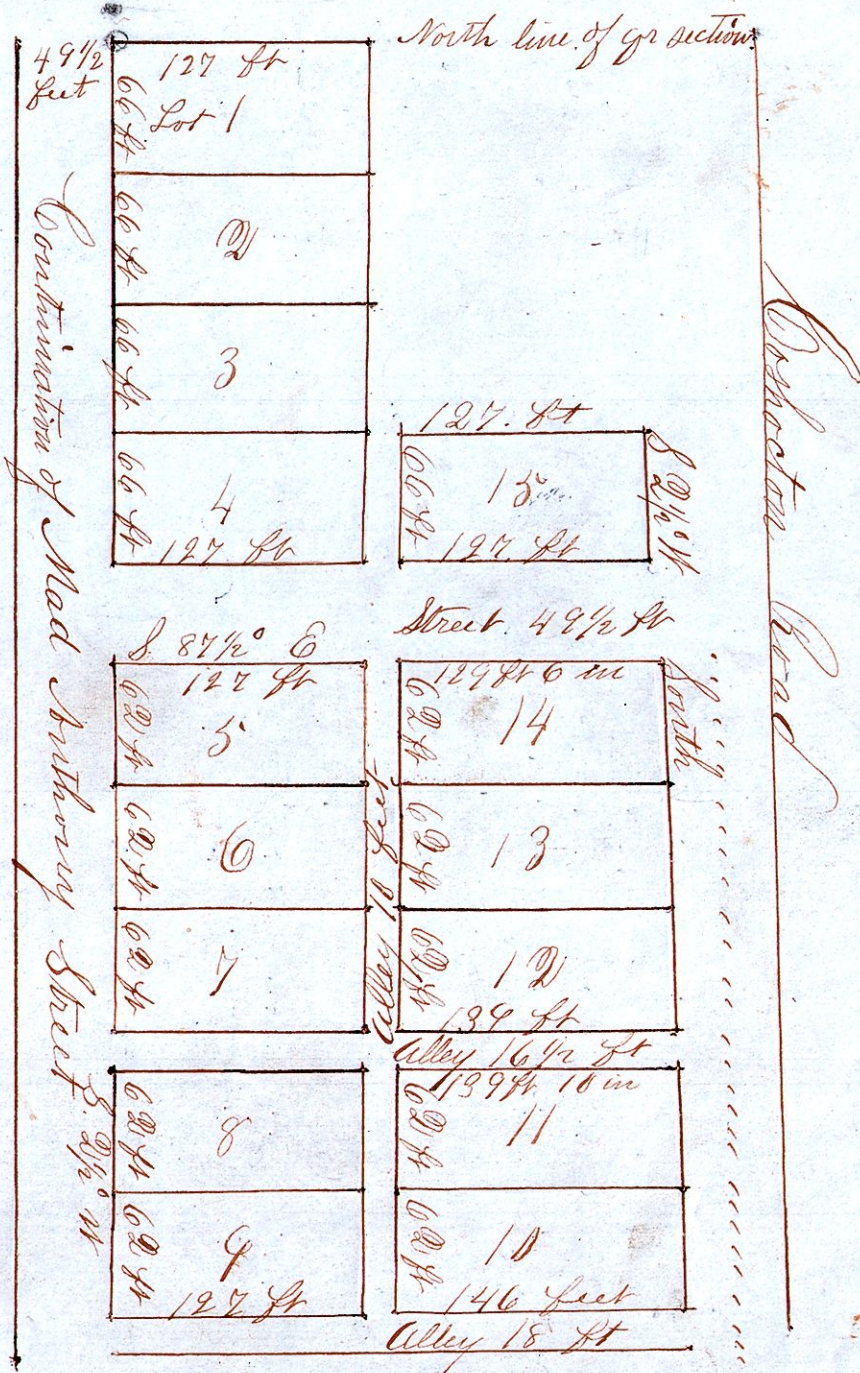 North line of qr section
49 1/2
feet
127 ft
66 ft
Lot 1
66 ft
2
66 ft
3
66 ft
4
127 ft
127. ft
66 ft
15
127 ft
S 2 1/2° W
Street 49 1/2 ft
S 87 1/2° E
127 ft
62 ft
5
62 ft
6
62 ft
7
Alley 18 feet
129 ft 6 in
62 ft
14
South
62 ft
13
62 ft
12
134 ft
Alley 16 1/2 ft
62 ft
8
62 ft
9
127 ft
139 ft 10 in
62 ft
11
62 ft
10
146 feet
Alley 18 ft
Continuation of Mad Anthony Street
S 2 1/2° W
Coshocton Road